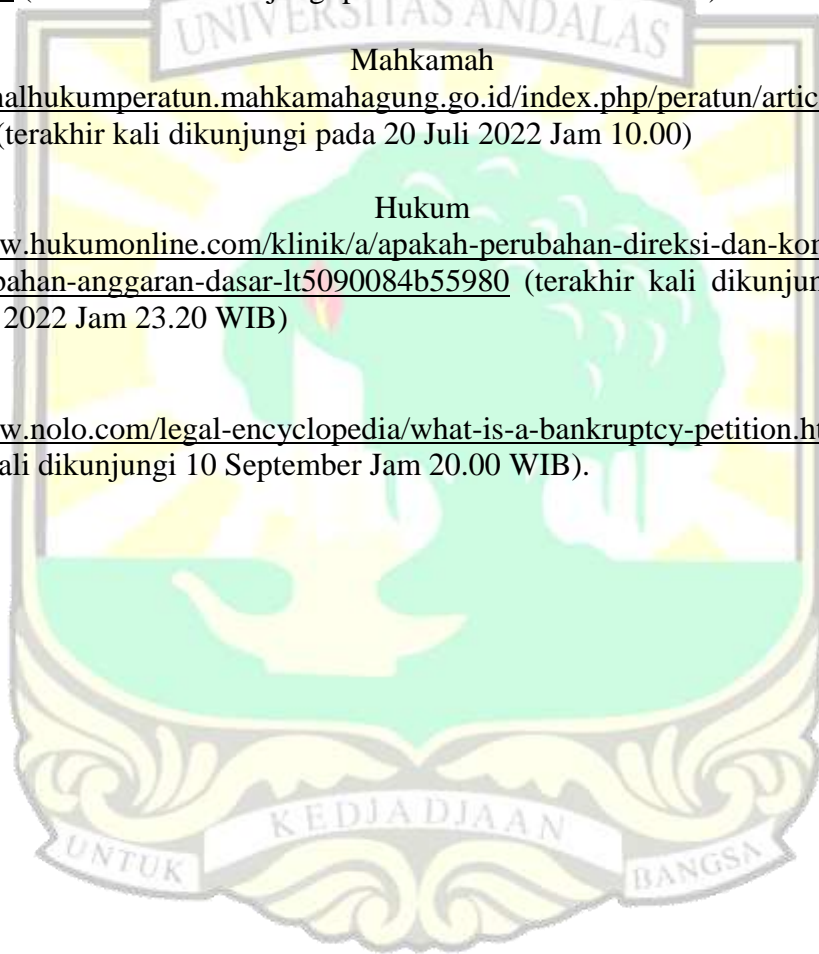 UNIVERSITAS ANDALAS
Mahkamah
nalhukumperatun.mahkamahagung.go.id/index.php/peratun/artic
(terakhir kali dikunjungi pada 20 Juli 2022 Jam 10.00)
Hukum
w.hukumonline.com/klinik/a/apakah-perubahan-direksi-dan-kor
bahan-anggaran-dasar-lt5090084b55980 (terakhir kali dikunjun
2022 Jam 23.20 WIB)
w.nolo.com/legal-encyclopedia/what-is-a-bankruptcy-petition.ht
ali dikunjungi 10 September Jam 20.00 WIB).
KEDJADJAAN
UNTUK
BANGSA